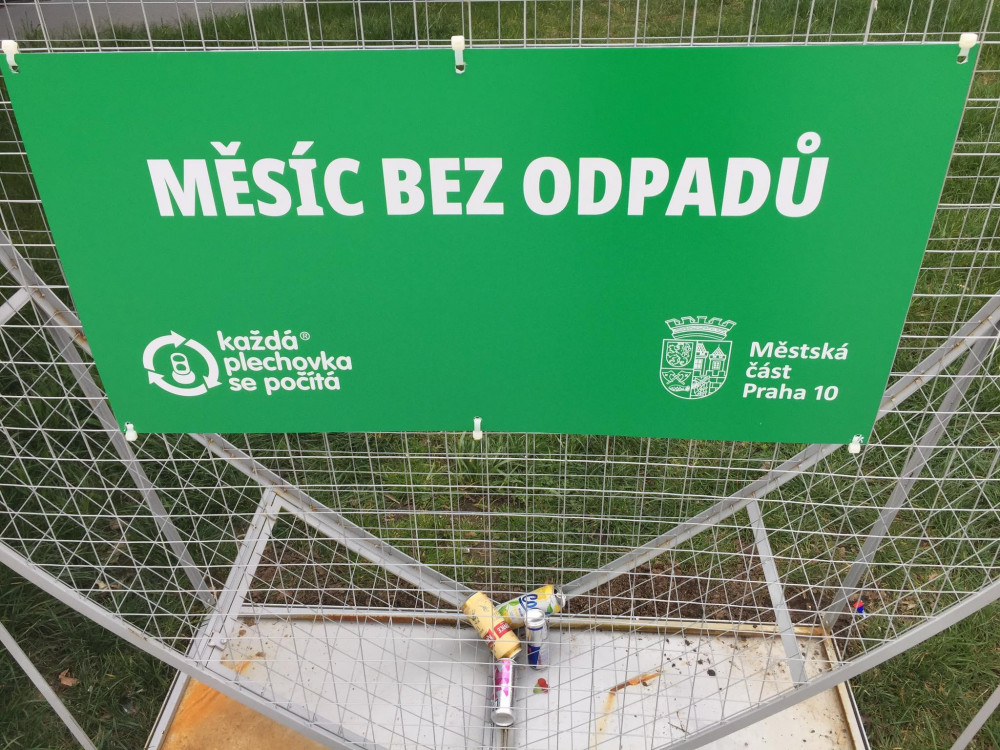 MĚSÍC BEZ ODPADŮ
každá®
plechovka
se počítá
Městská
část
Praha 10